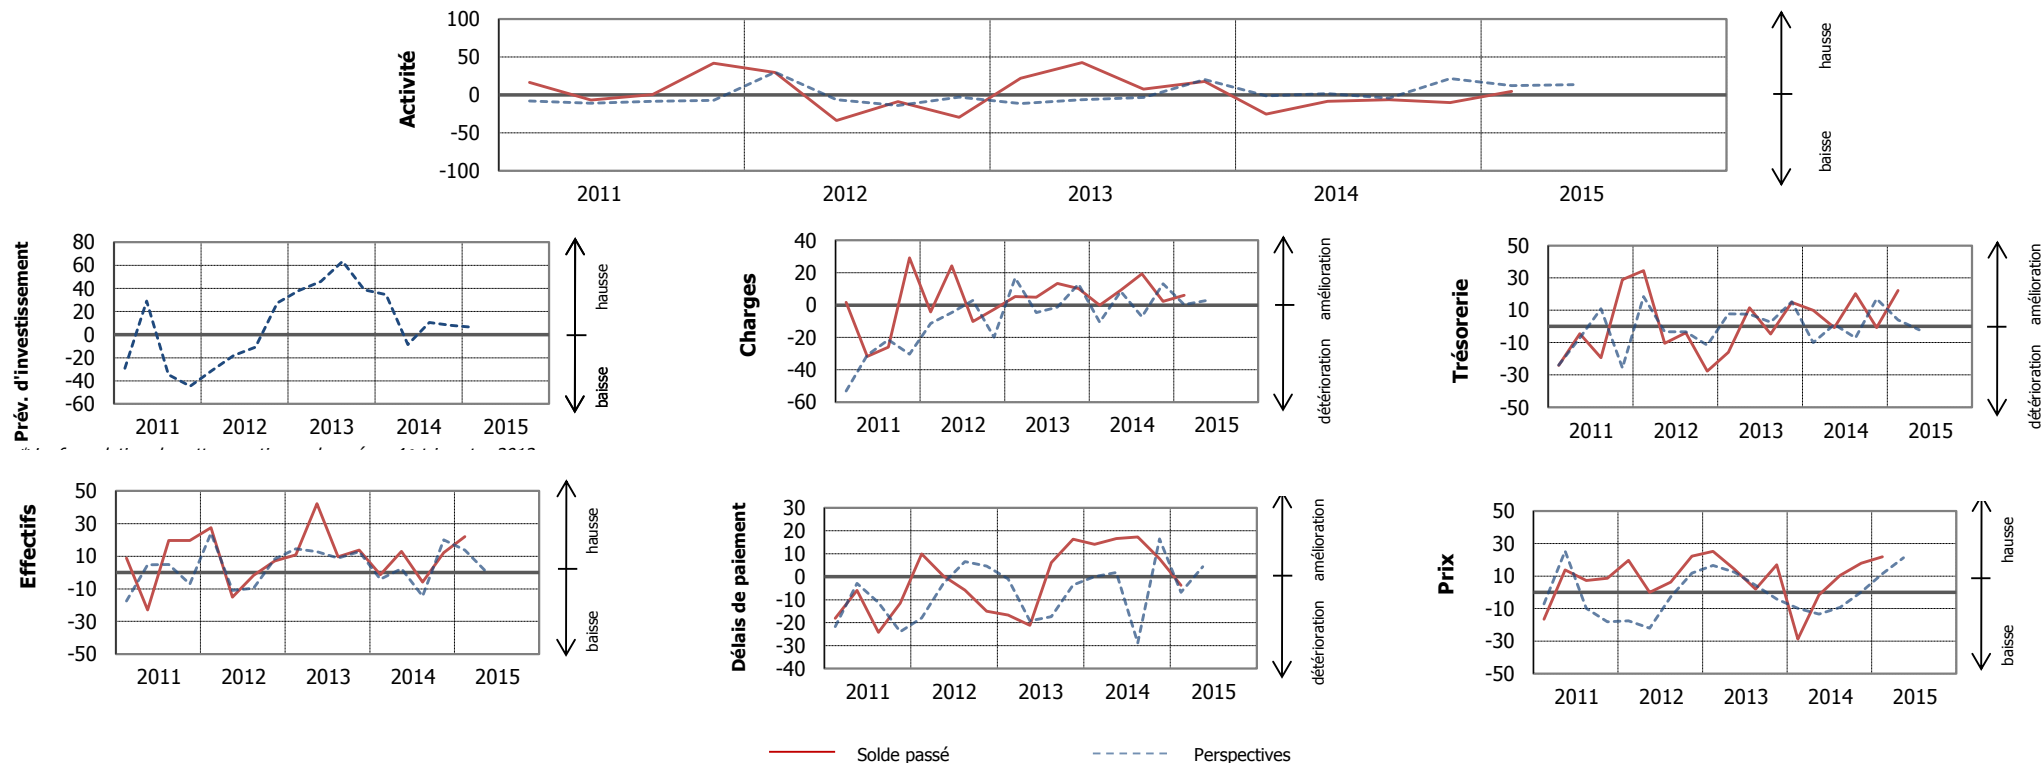 Activité
100
50
0
-50
-100
2011 2012 2013 2014 2015
hausse
baisse
Prév. d'investissement
80
60
40
20
0
-20
-40
-60
2011 2012 2013 2014 2015
hausse
baisse
Charges
40
20
0
-20
-40
-60
2011 2012 2013 2014 2015
amélioration
détérioration
Trésorerie
50
30
10
-10
-30
-50
2011 2012 2013 2014 2015
amélioration
détérioration
Effectifs
50
30
10
-10
-30
-50
2011 2012 2013 2014 2015
hausse
baisse
Délais de paiement
30
20
10
0
-10
-20
-30
-40
2011 2012 2013 2014 2015
amélioration
détérioration
Prix
50
30
10
-10
-30
-50
2011 2012 2013 2014 2015
hausse
baisse
Solde passé Perspectives